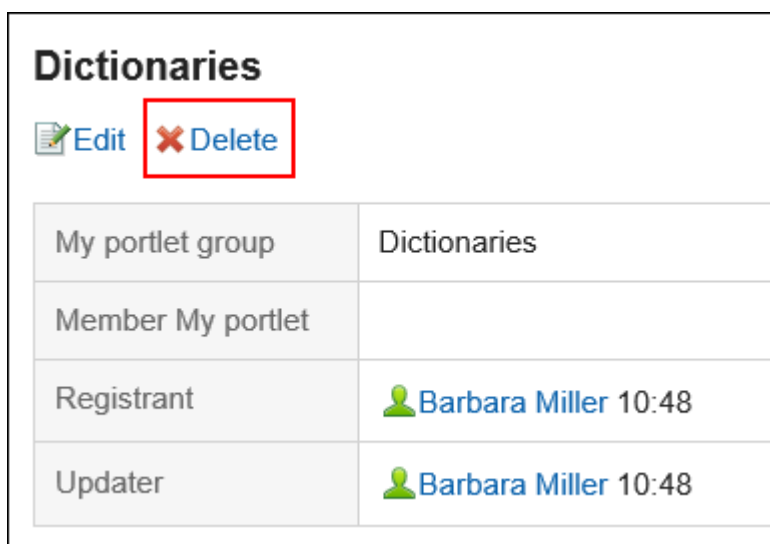 Dictionaries
Edit Delete
My portlet group Dictionaries
Member My portlet
Registrant Barbara Miller 10:48
Updater Barbara Miller 10:48